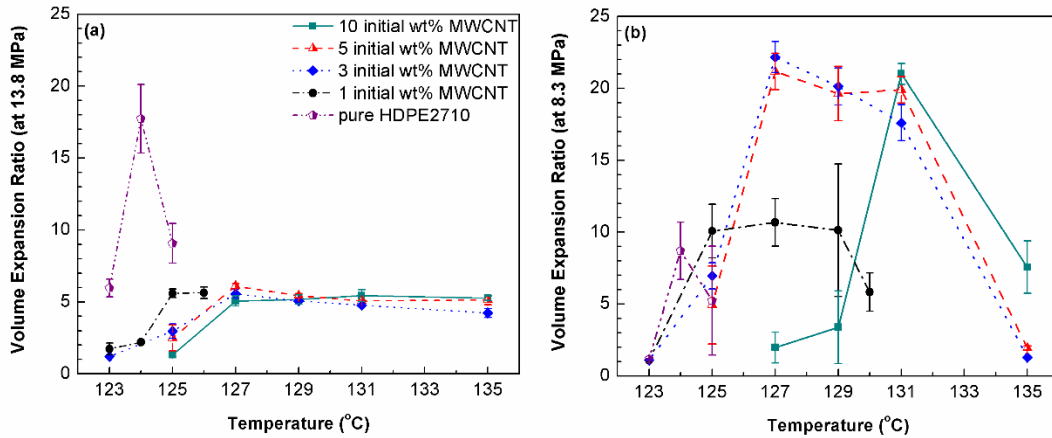 (a)
10 initial wt% MWCNT
5 initial wt% MWCNT
3 initial wt% MWCNT
1 initial wt% MWCNT
pure HDPE2710
Volume Expansion Ratio (at 13.8 MPa)
25
20
15
10
5
0
123 125 127 129 131 133 135
Temperature (°C)
(b)
Volume Expansion Ratio (at 8.3 MPa)
25
20
15
10
5
0
123 125 127 129 131 133 135
Temperature (°C)